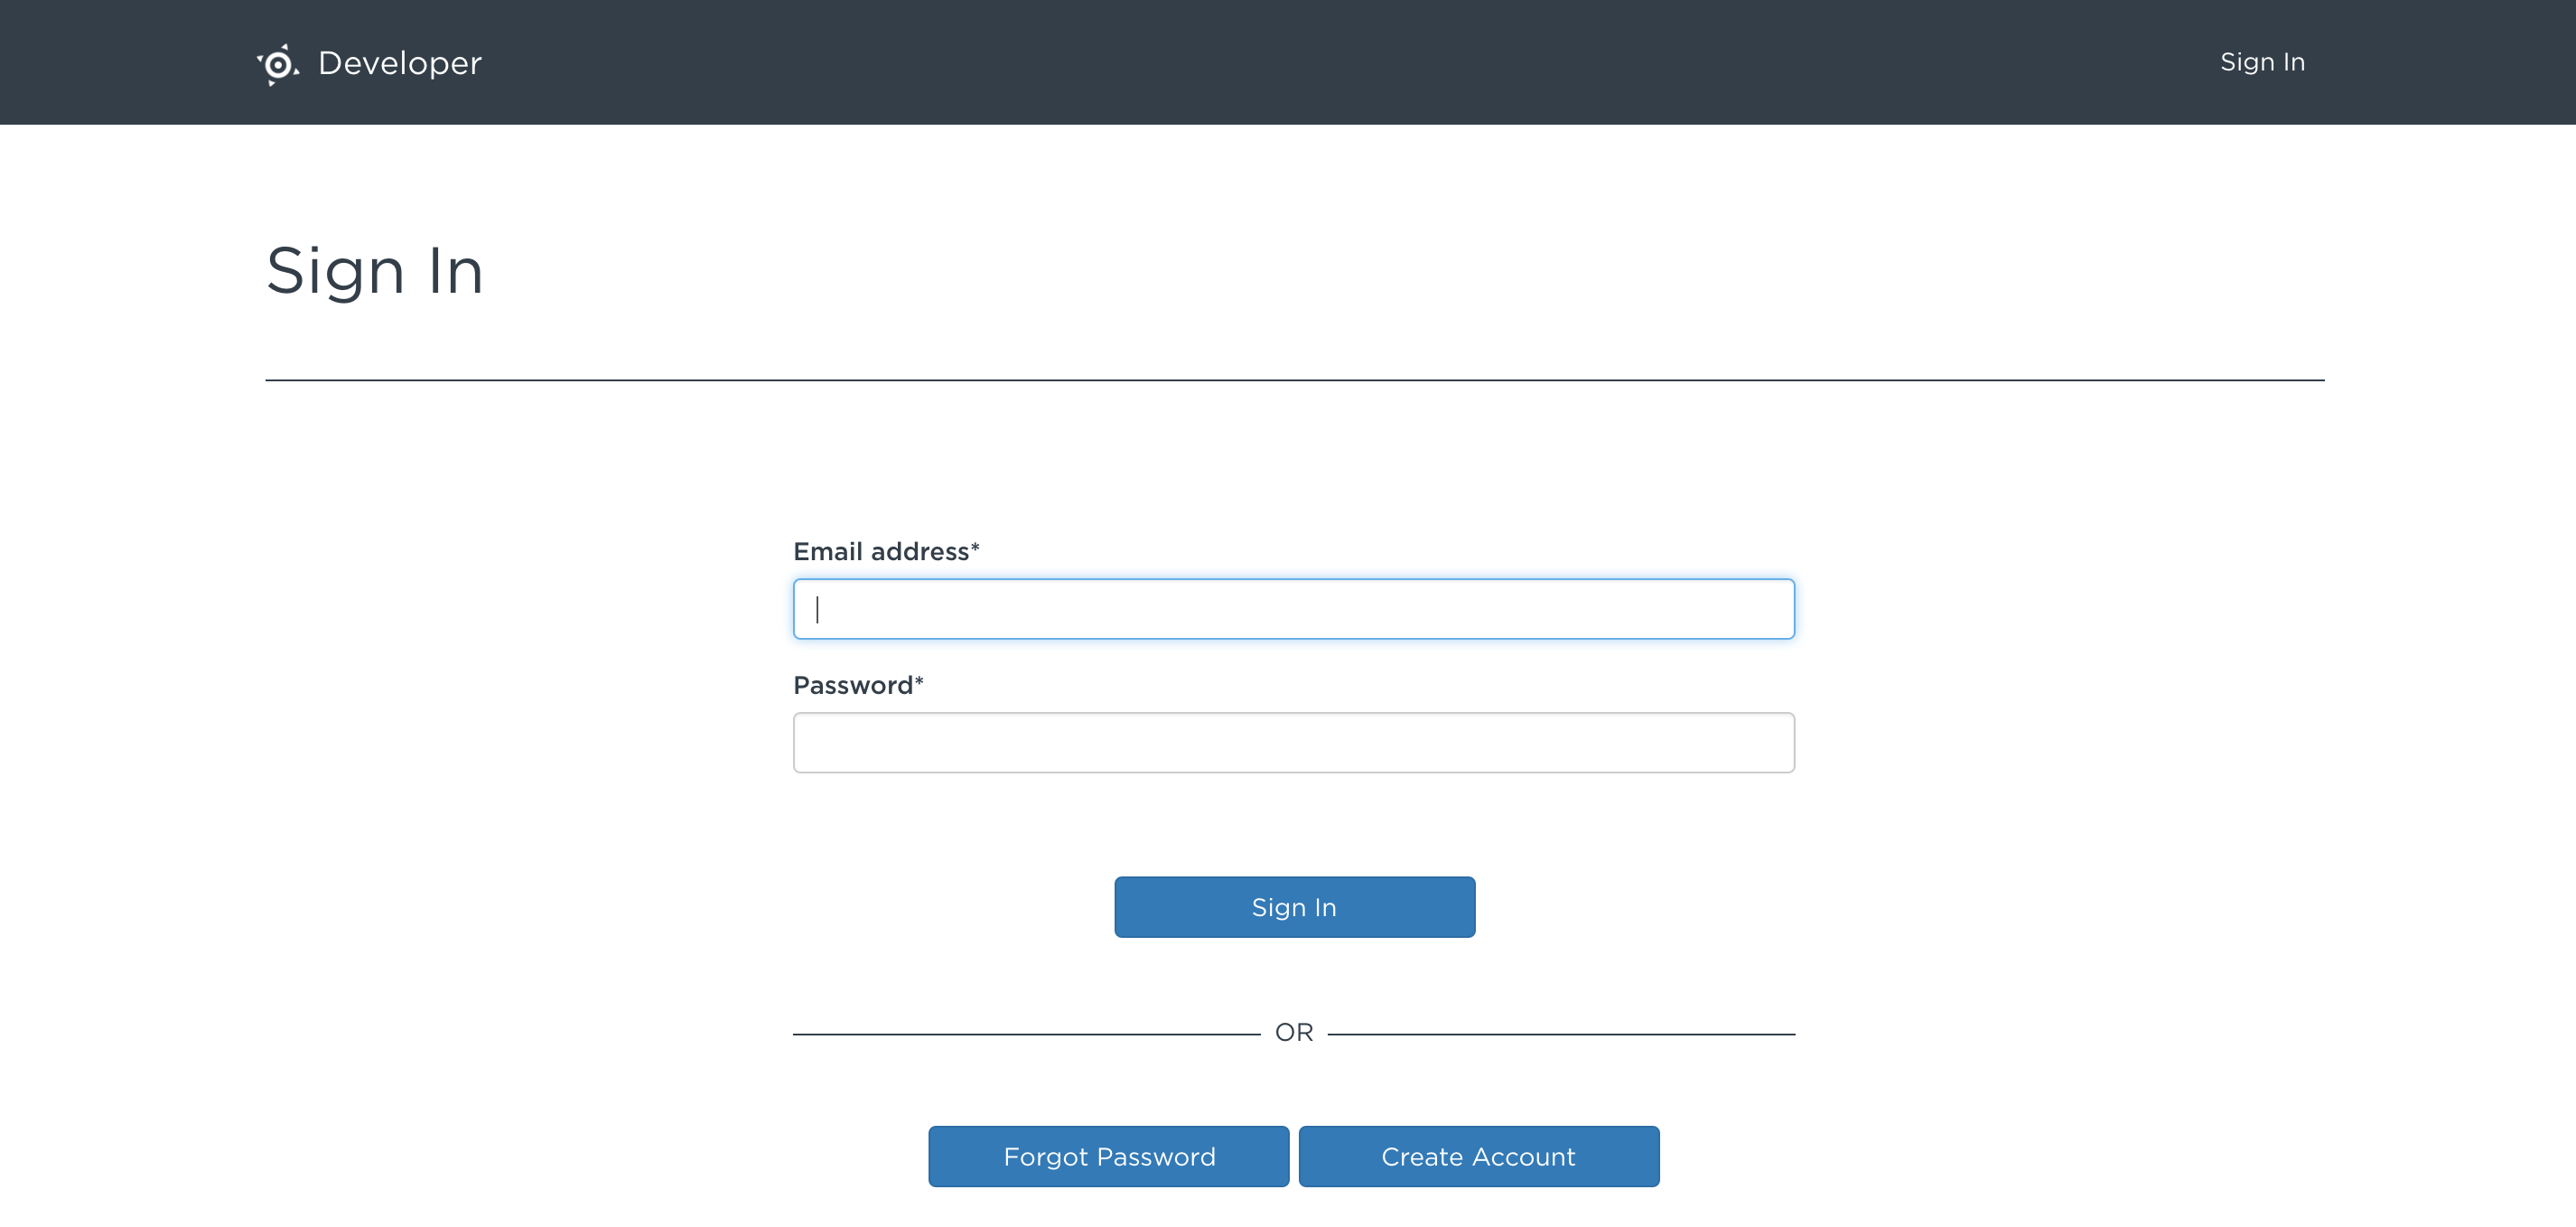 Developer
Sign In
Sign In
Email address*
Password*
Sign In
OR
Forgot Password
Create Account